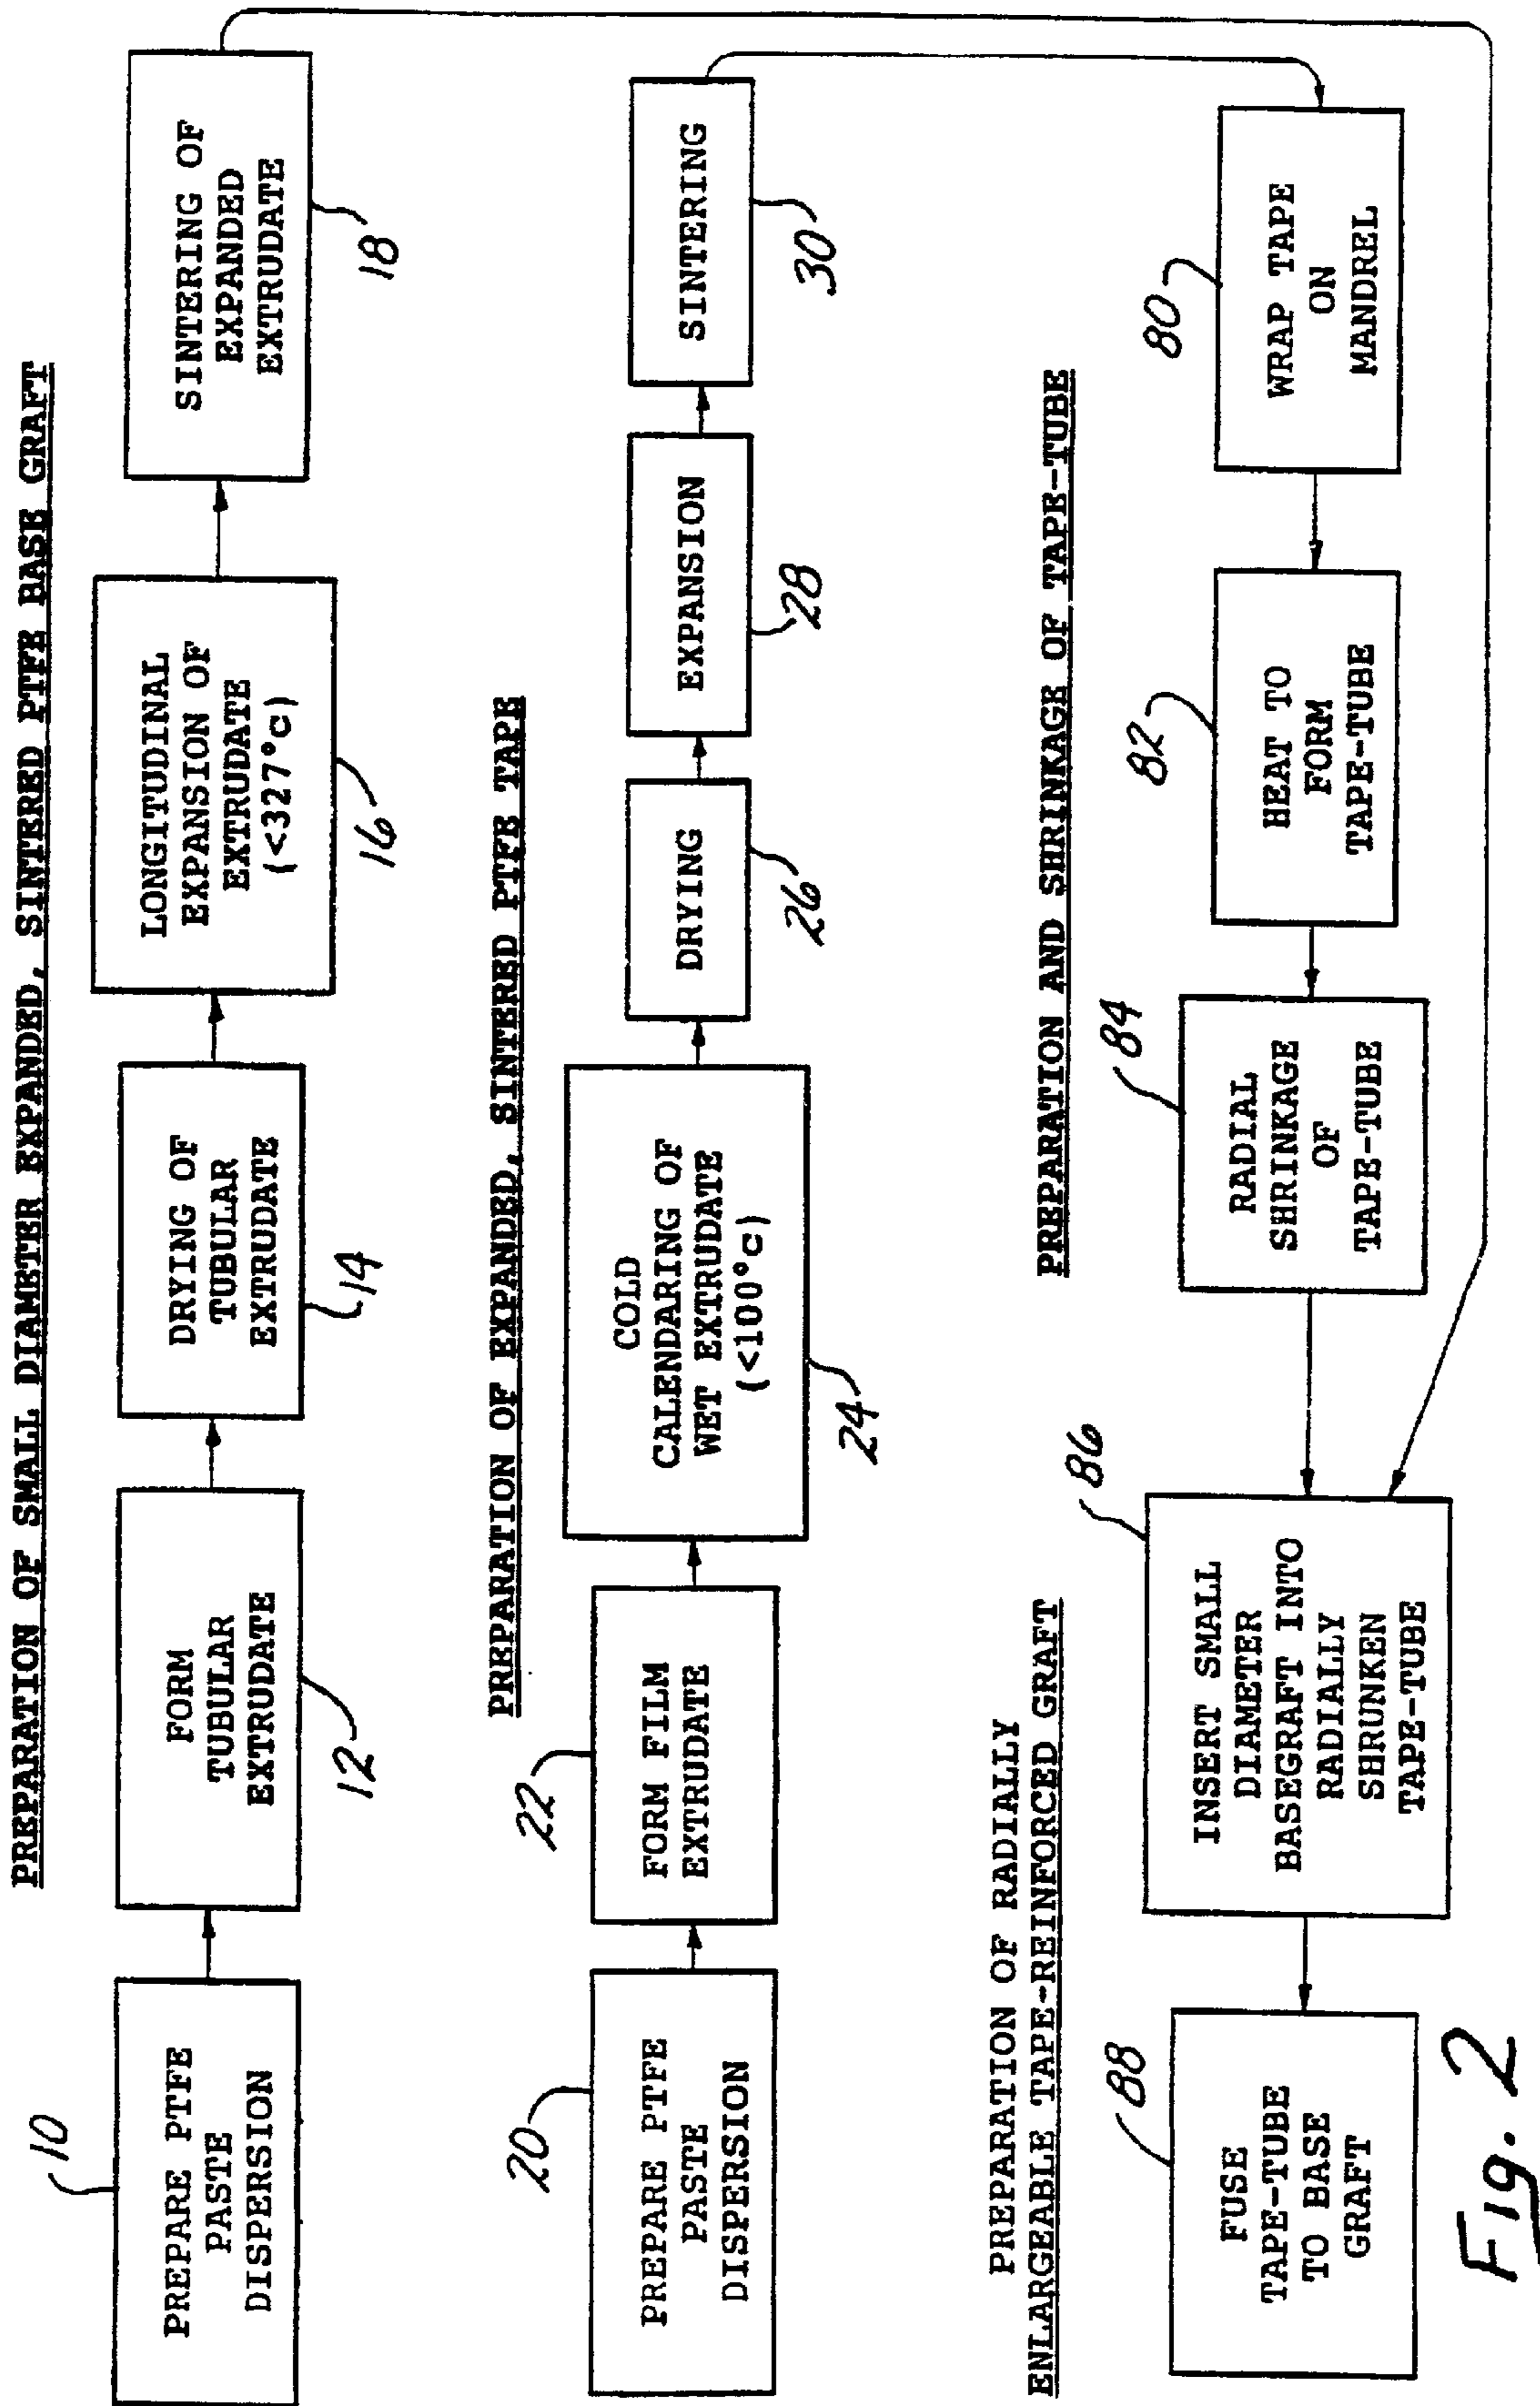 PREPARATION OF SMALL DIAMETER EXPANDED, SINTERED PTFE BASE GRAFT
10
PREPARE PTFE
PASTE
DISPERSION
FORM
TUBULAR
EXTRUDATE
12
DRYING OF
TUBULAR
EXTRUDATE
14
LONGITUDINAL
EXPANSION OF
EXTRUDATE
(<327°C)
16
SINTERING OF
EXPANDED
EXTRUDATE
18
PREPARATION OF EXPANDED, SINTERED PTFE TAPE
20
PREPARE PTFE
PASTE
DISPERSION
22
FORM FILM
EXTRUDATE
COLD
CALENDARING OF
WET EXTRUDATE
(<100°C)
24
DRYING
26
EXPANSION
28
SINTERING
30
PREPARATION AND SHRINKAGE OF TAPE-TUBE
80
WRAP TAPE
ON
MANDREL
82
HEAT TO
FORM
TAPE-TUBE
84
RADIAL
SHRINKAGE
OF
TAPE-TUBE
PREPARATION OF RADIALLY
ENLARGEABLE TAPE-REINFORCED GRAFT
86
INSERT SMALL
DIAMETER
BASEGRAFT INTO
RADIALLY
SHRUNKEN
TAPE-TUBE
88
FUSE
TAPE-TUBE
TO BASE
GRAFT
Fig. 2